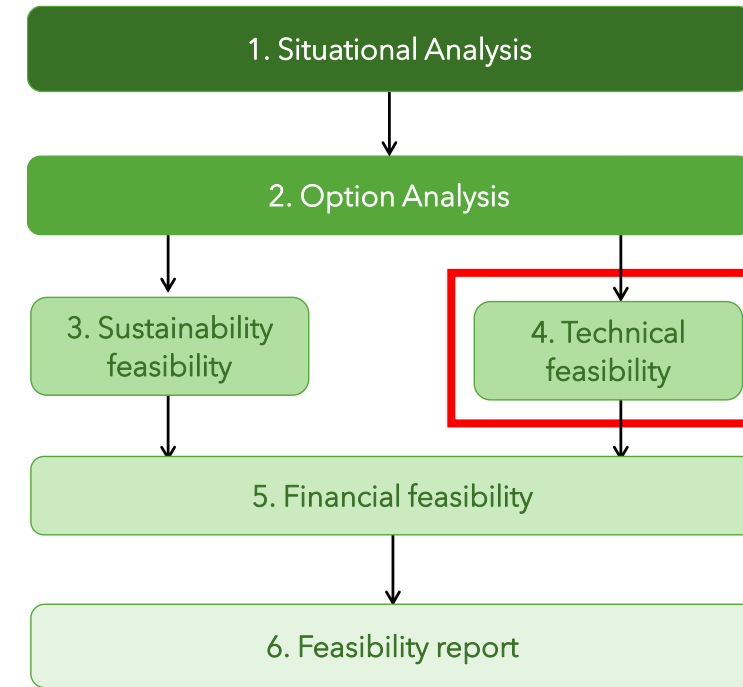 1. Situational Analysis
2. Option Analysis
3. Sustainability
feasibility
4. Technical
feasibility
5. Financial feasibility
6. Feasibility report